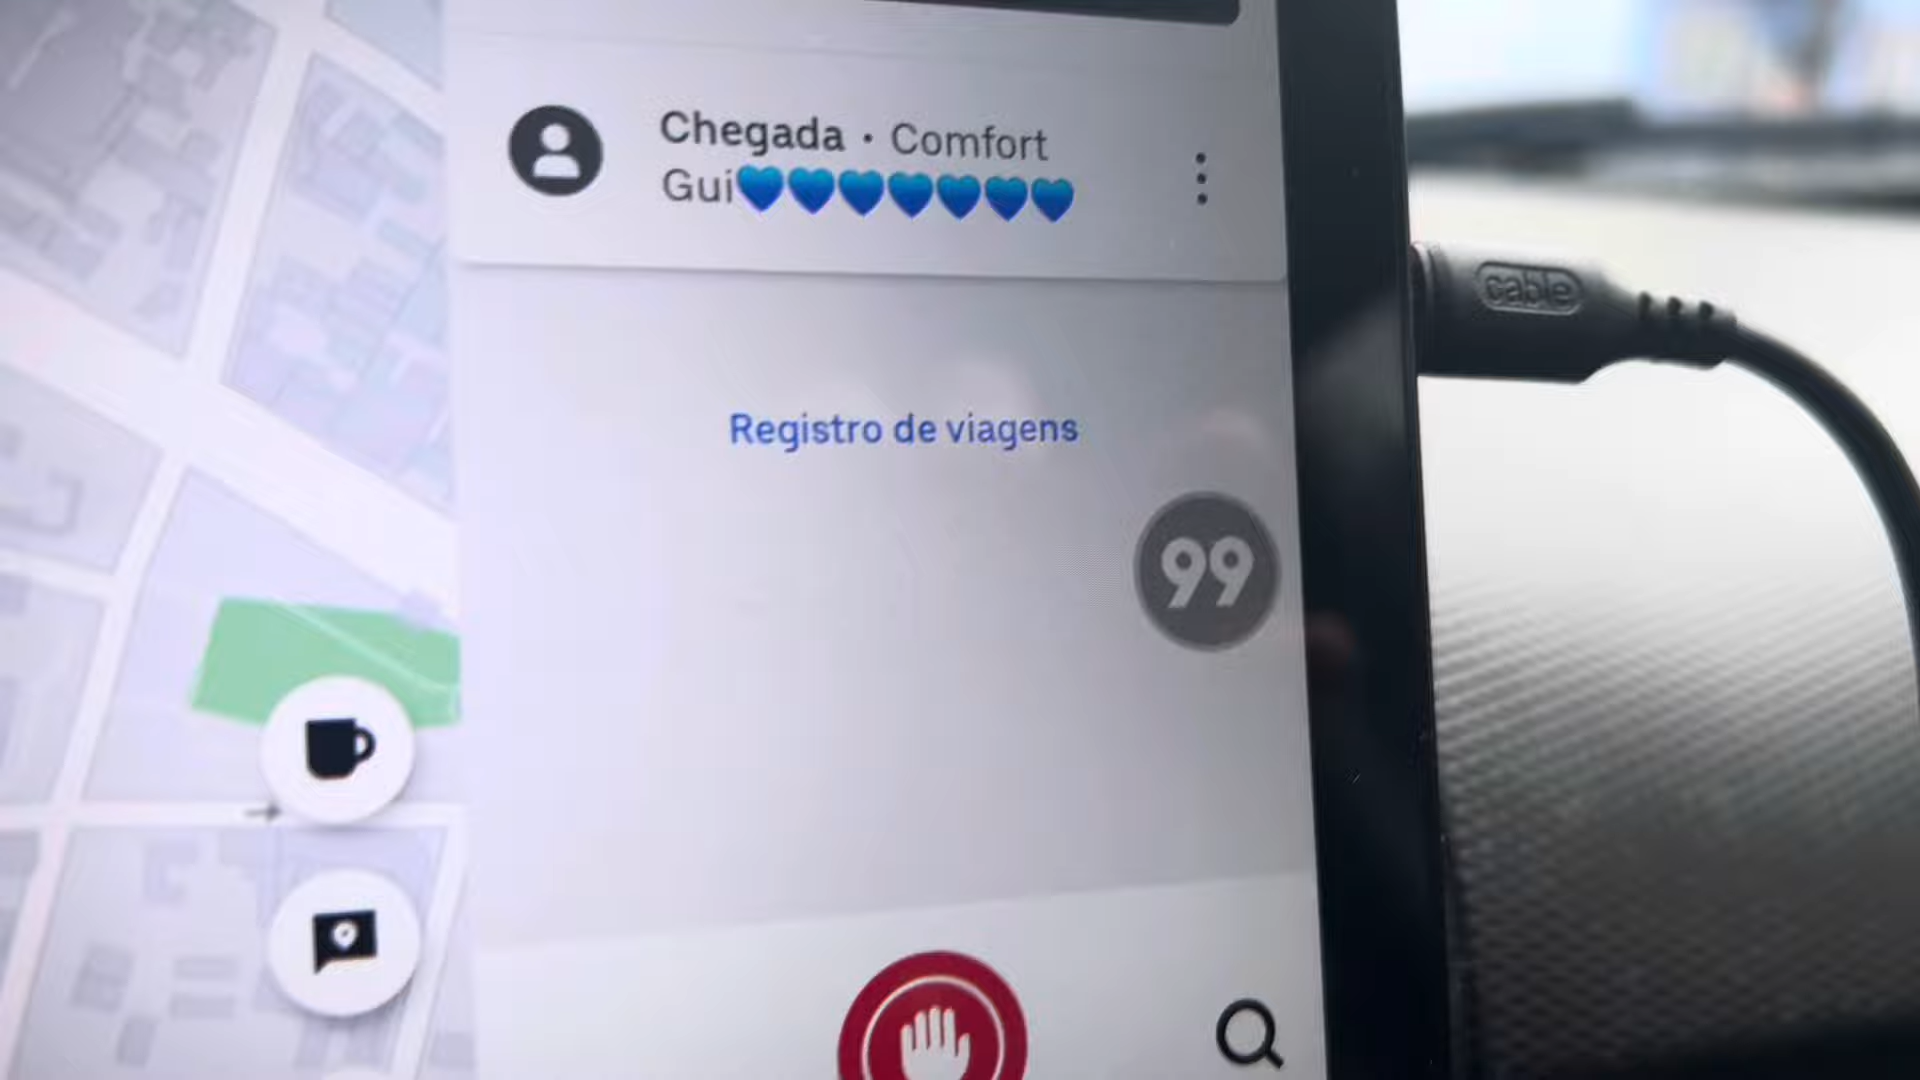 Chegada • Comfort
Gui💙💙💙💙💙💙💙
cable
Registro de viagens
99